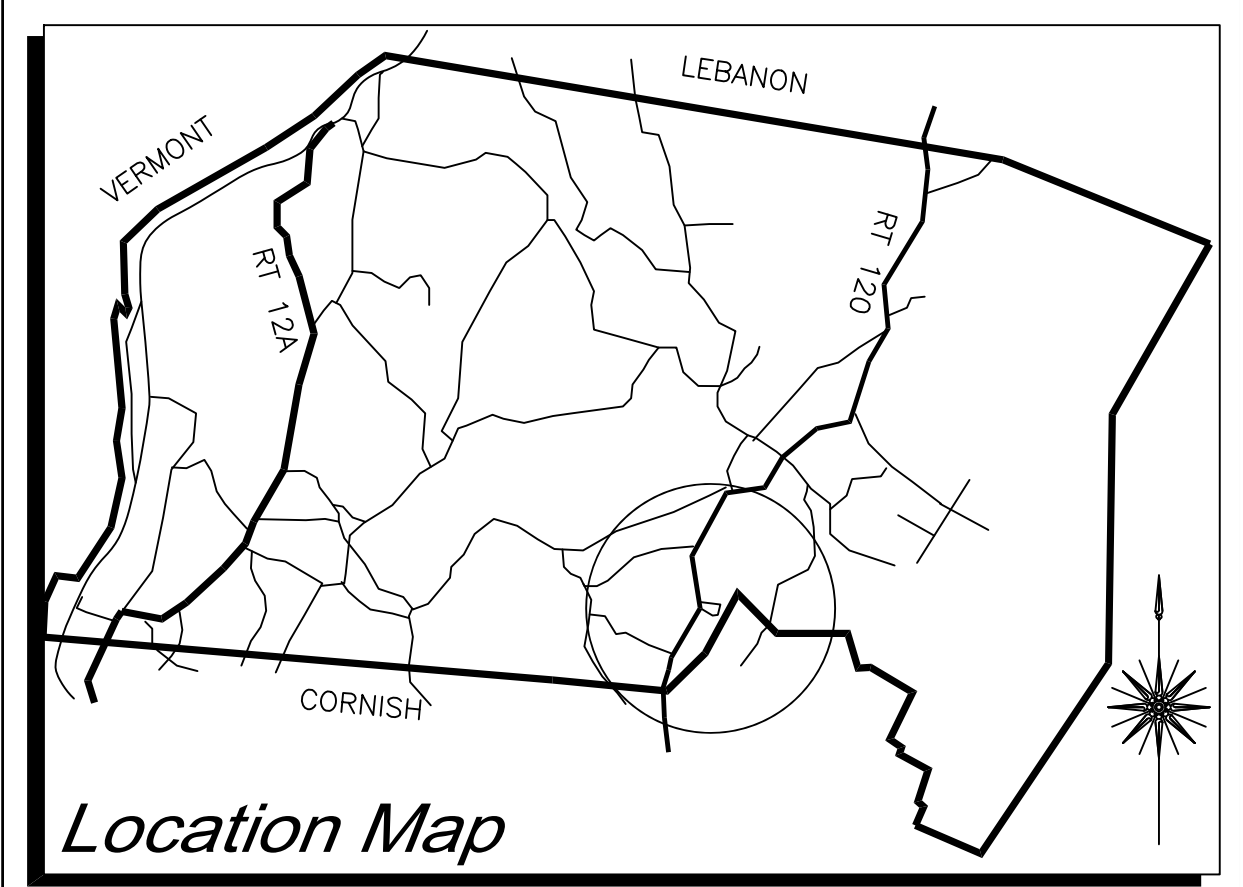 LEBANON
VERMONT
RT 12A
RT 120
CORNISH
Location Map